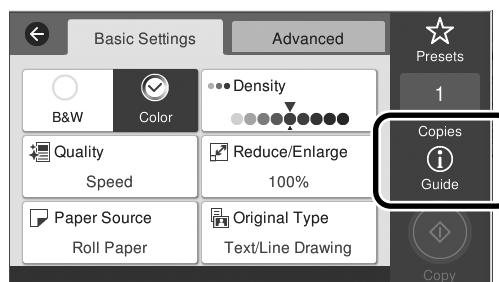 Basic Settings
Advanced
Presets
B&W
Color
Density
1
Copies
Quality
Speed
Reduce/Enlarge
100%
Guide
Paper Source
Roll Paper
Original Type
Text/Line Drawing
Copy